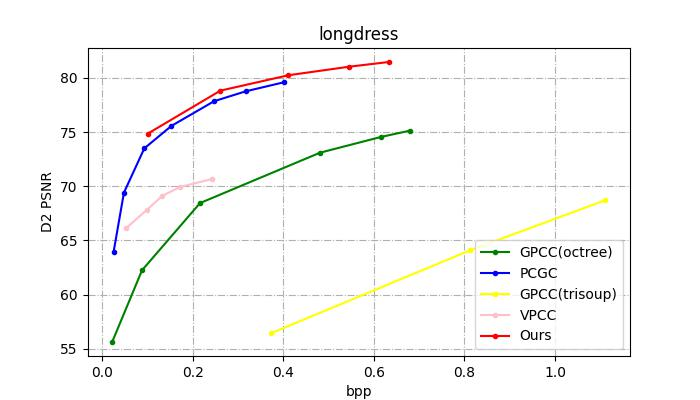 longdress
80
75
70
65
60
55
D2 PSNR
0.0 0.2 0.4 0.6 0.8 1.0
bpp
GPCC(octree)
PCGC
GPCC(trisoup)
VPCC
Ours